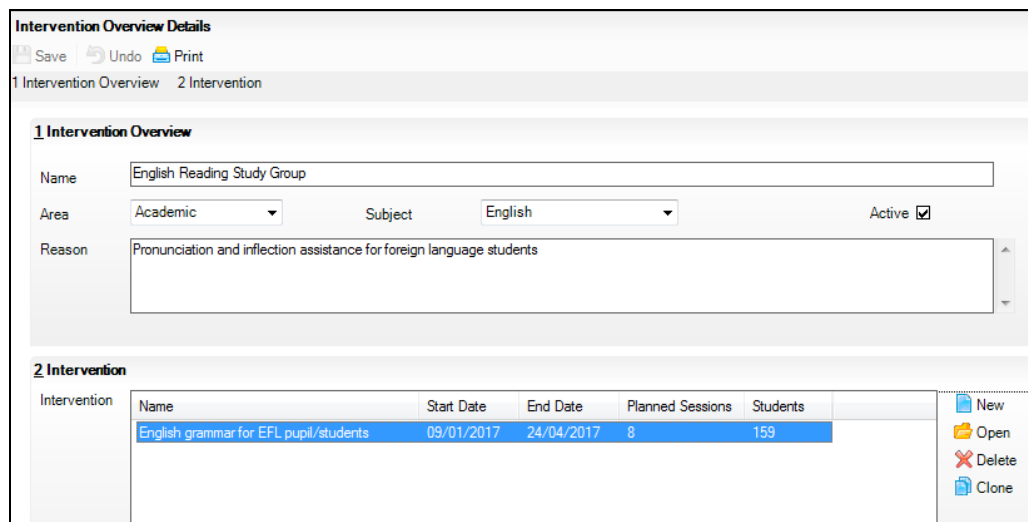 Intervention Overview Details
Save Undo Print
1 Intervention Overview 2 Intervention
1 Intervention Overview
Name English Reading Study Group
Area Academic Subject English Active
Reason Pronunciation and inflection assistance for foreign language students
2 Intervention
Intervention Name Start Date End Date Planned Sessions Students New
English grammar for EFL pupil/students 09/01/2017 24/04/2017 8 159 Open
Delete
Clone